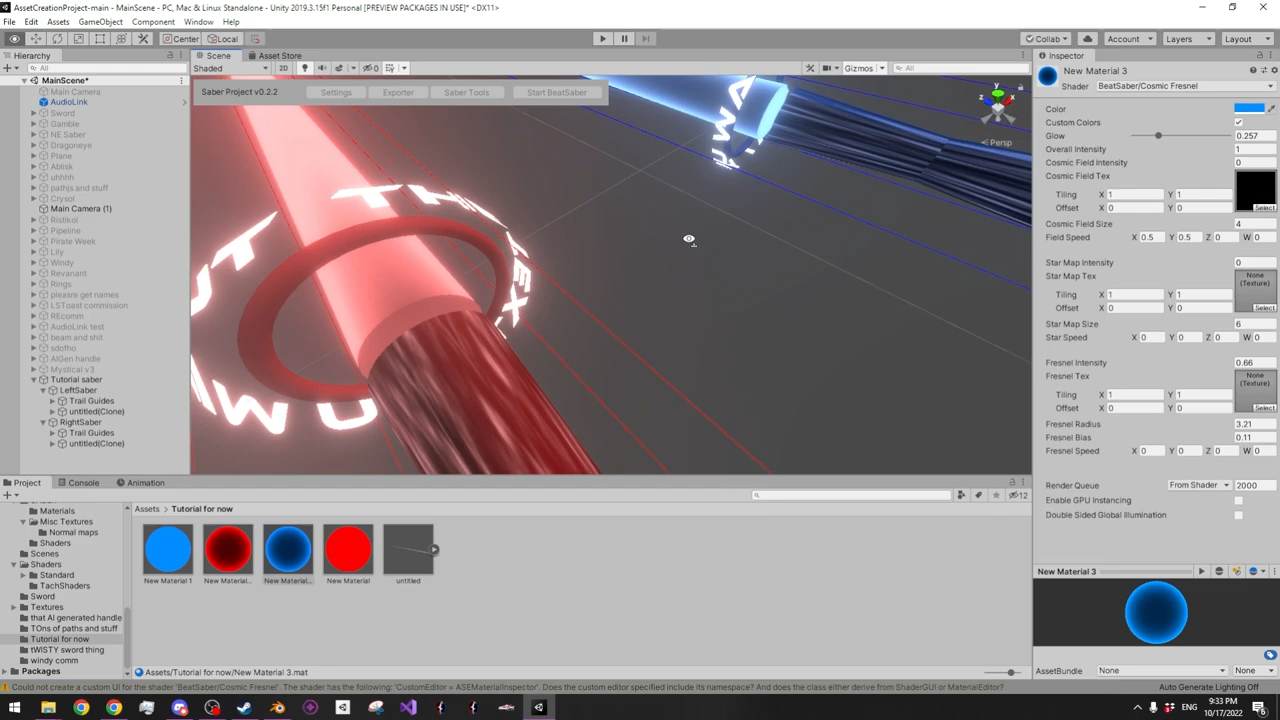 AssetCreationProject-main - MainScene - PC, Mac & Linux Standalone - Unity 2019.3.15f1 Personal [PREVIEW PACKAGES IN USE]* <DX11>
File Edit Assets GameObject Component Window Help
Center Local Collab Account Layers Layout
Hierarchy
All
MainScene*
Main Camera
AudioLink
Sword
Gamble
NE Saber
Dragoneye
Plane
Ablisk
uhhhh
pathjs and stuff
Crysol
Main Camera (1)
Ristikol
Pipeline
Pirate Week
Lily
Windy
Revanant
Rings
pleasre get names
LSToast commission
REcomm
AudioLink test
beam and shit
sdofho
AIGen handle
Mystical v3
Tutorial saber
LeftSaber
Trail Guides
untitled(Clone)
RightSaber
Trail Guides
untitled(Clone)
Scene Asset Store
Shaded 2D 0 Gizmos All
Saber Project v0.2.2 Settings Exporter Saber Tools Start BeatSaber
y
x
z
Persp
Inspector
New Material 3
Shader BeatSaber/Cosmic Fresnel
Color
Custom Colors
Glow 0.257
Overall Intensity 1
Cosmic Field Intensity 0
Cosmic Field Tex
Tiling X 1 Y 1
Offset X 0 Y 0
Select
Cosmic Field Size 4
Field Speed X 0.5 Y 0.5 Z 0 W 0
Star Map Intensity 0
Star Map Tex
None
(Texture)
Tiling X 1 Y 1
Offset X 0 Y 0
Select
Star Map Size 6
Star Speed X 0 Y 0 Z 0 W 0
Fresnel Intensity 0.66
Fresnel Tex
None
(Texture)
Tiling X 1 Y 1
Offset X 0 Y 0
Select
Fresnel Radius 3.21
Fresnel Bias 0.11
Fresnel Speed X 0 Y 0 Z 0 W 0
Render Queue From Shader 2000
Enable GPU Instancing
Double Sided Global Illumination
New Material 3
AssetBundle None None
Project Console Animation
12
Materials
Misc Textures
Normal maps
Shaders
Scenes
Shaders
Standard
TachShaders
Sword
Textures
that AI generated handle
TOns of paths and stuff
Tutorial for now
tWISTY sword thing
windy comm
Packages
Assets > Tutorial for now
New Material 1 New Material... New Material... New Material untitled
Assets/Tutorial for now/New Material 3.mat
Could not create a custom UI for the shader 'BeatSaber/Cosmic Fresnel'. The shader has the following: 'CustomEditor = ASEMaterialInspector'. Does the custom editor specified include its namespace? And does the class either derive from ShaderGUI or MaterialEditor?
Auto Generate Lighting Off
9:33 PM
10/17/2022